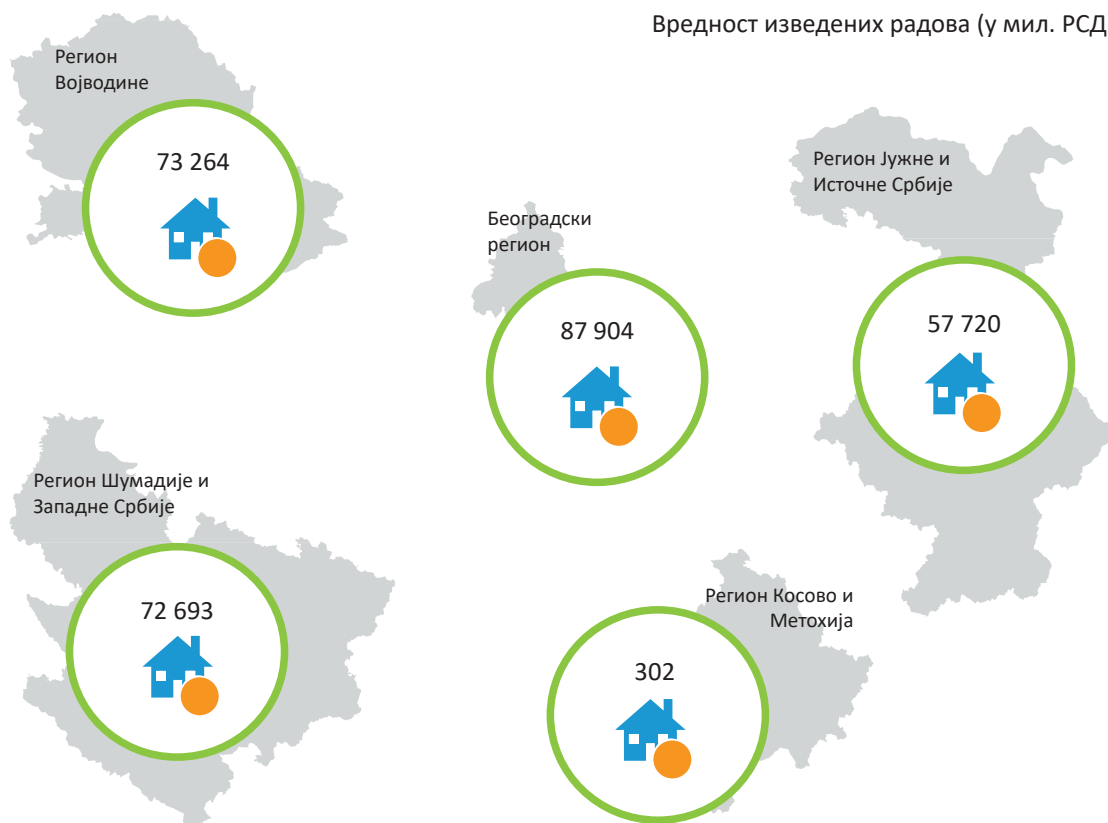 Вредност изведених радова (у мил. РСД
Регион
Војводине
73 264
Београдски
регион
87 904
Регион Јужне и
Источне Србије
57 720
Регион Шумадије и
Западне Србије
72 693
Регион Косово и
Метохија
302